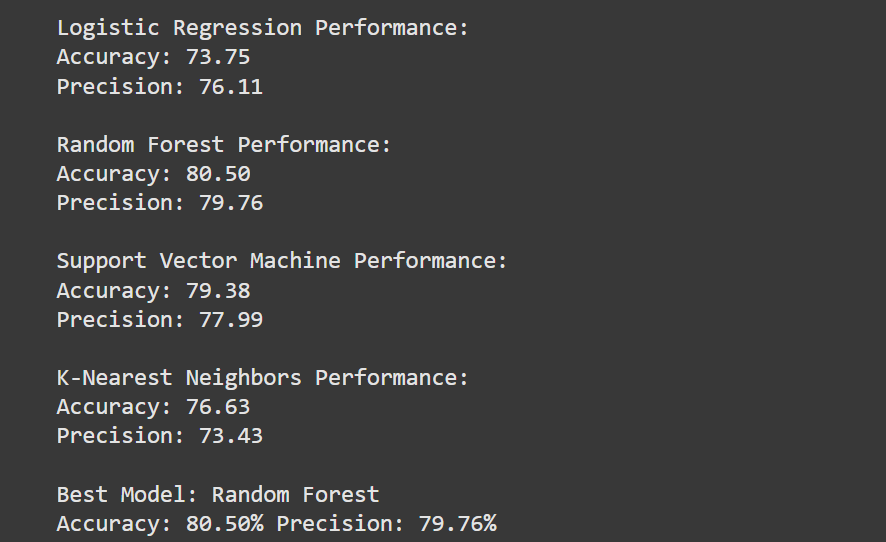 Logistic Regression Performance:
Accuracy: 73.75
Precision: 76.11
Random Forest Performance:
Accuracy: 80.50
Precision: 79.76
Support Vector Machine Performance:
Accuracy: 79.38
Precision: 77.99
K-Nearest Neighbors Performance:
Accuracy: 76.63
Precision: 73.43
Best Model: Random Forest
Accuracy: 80.50% Precision: 79.76%